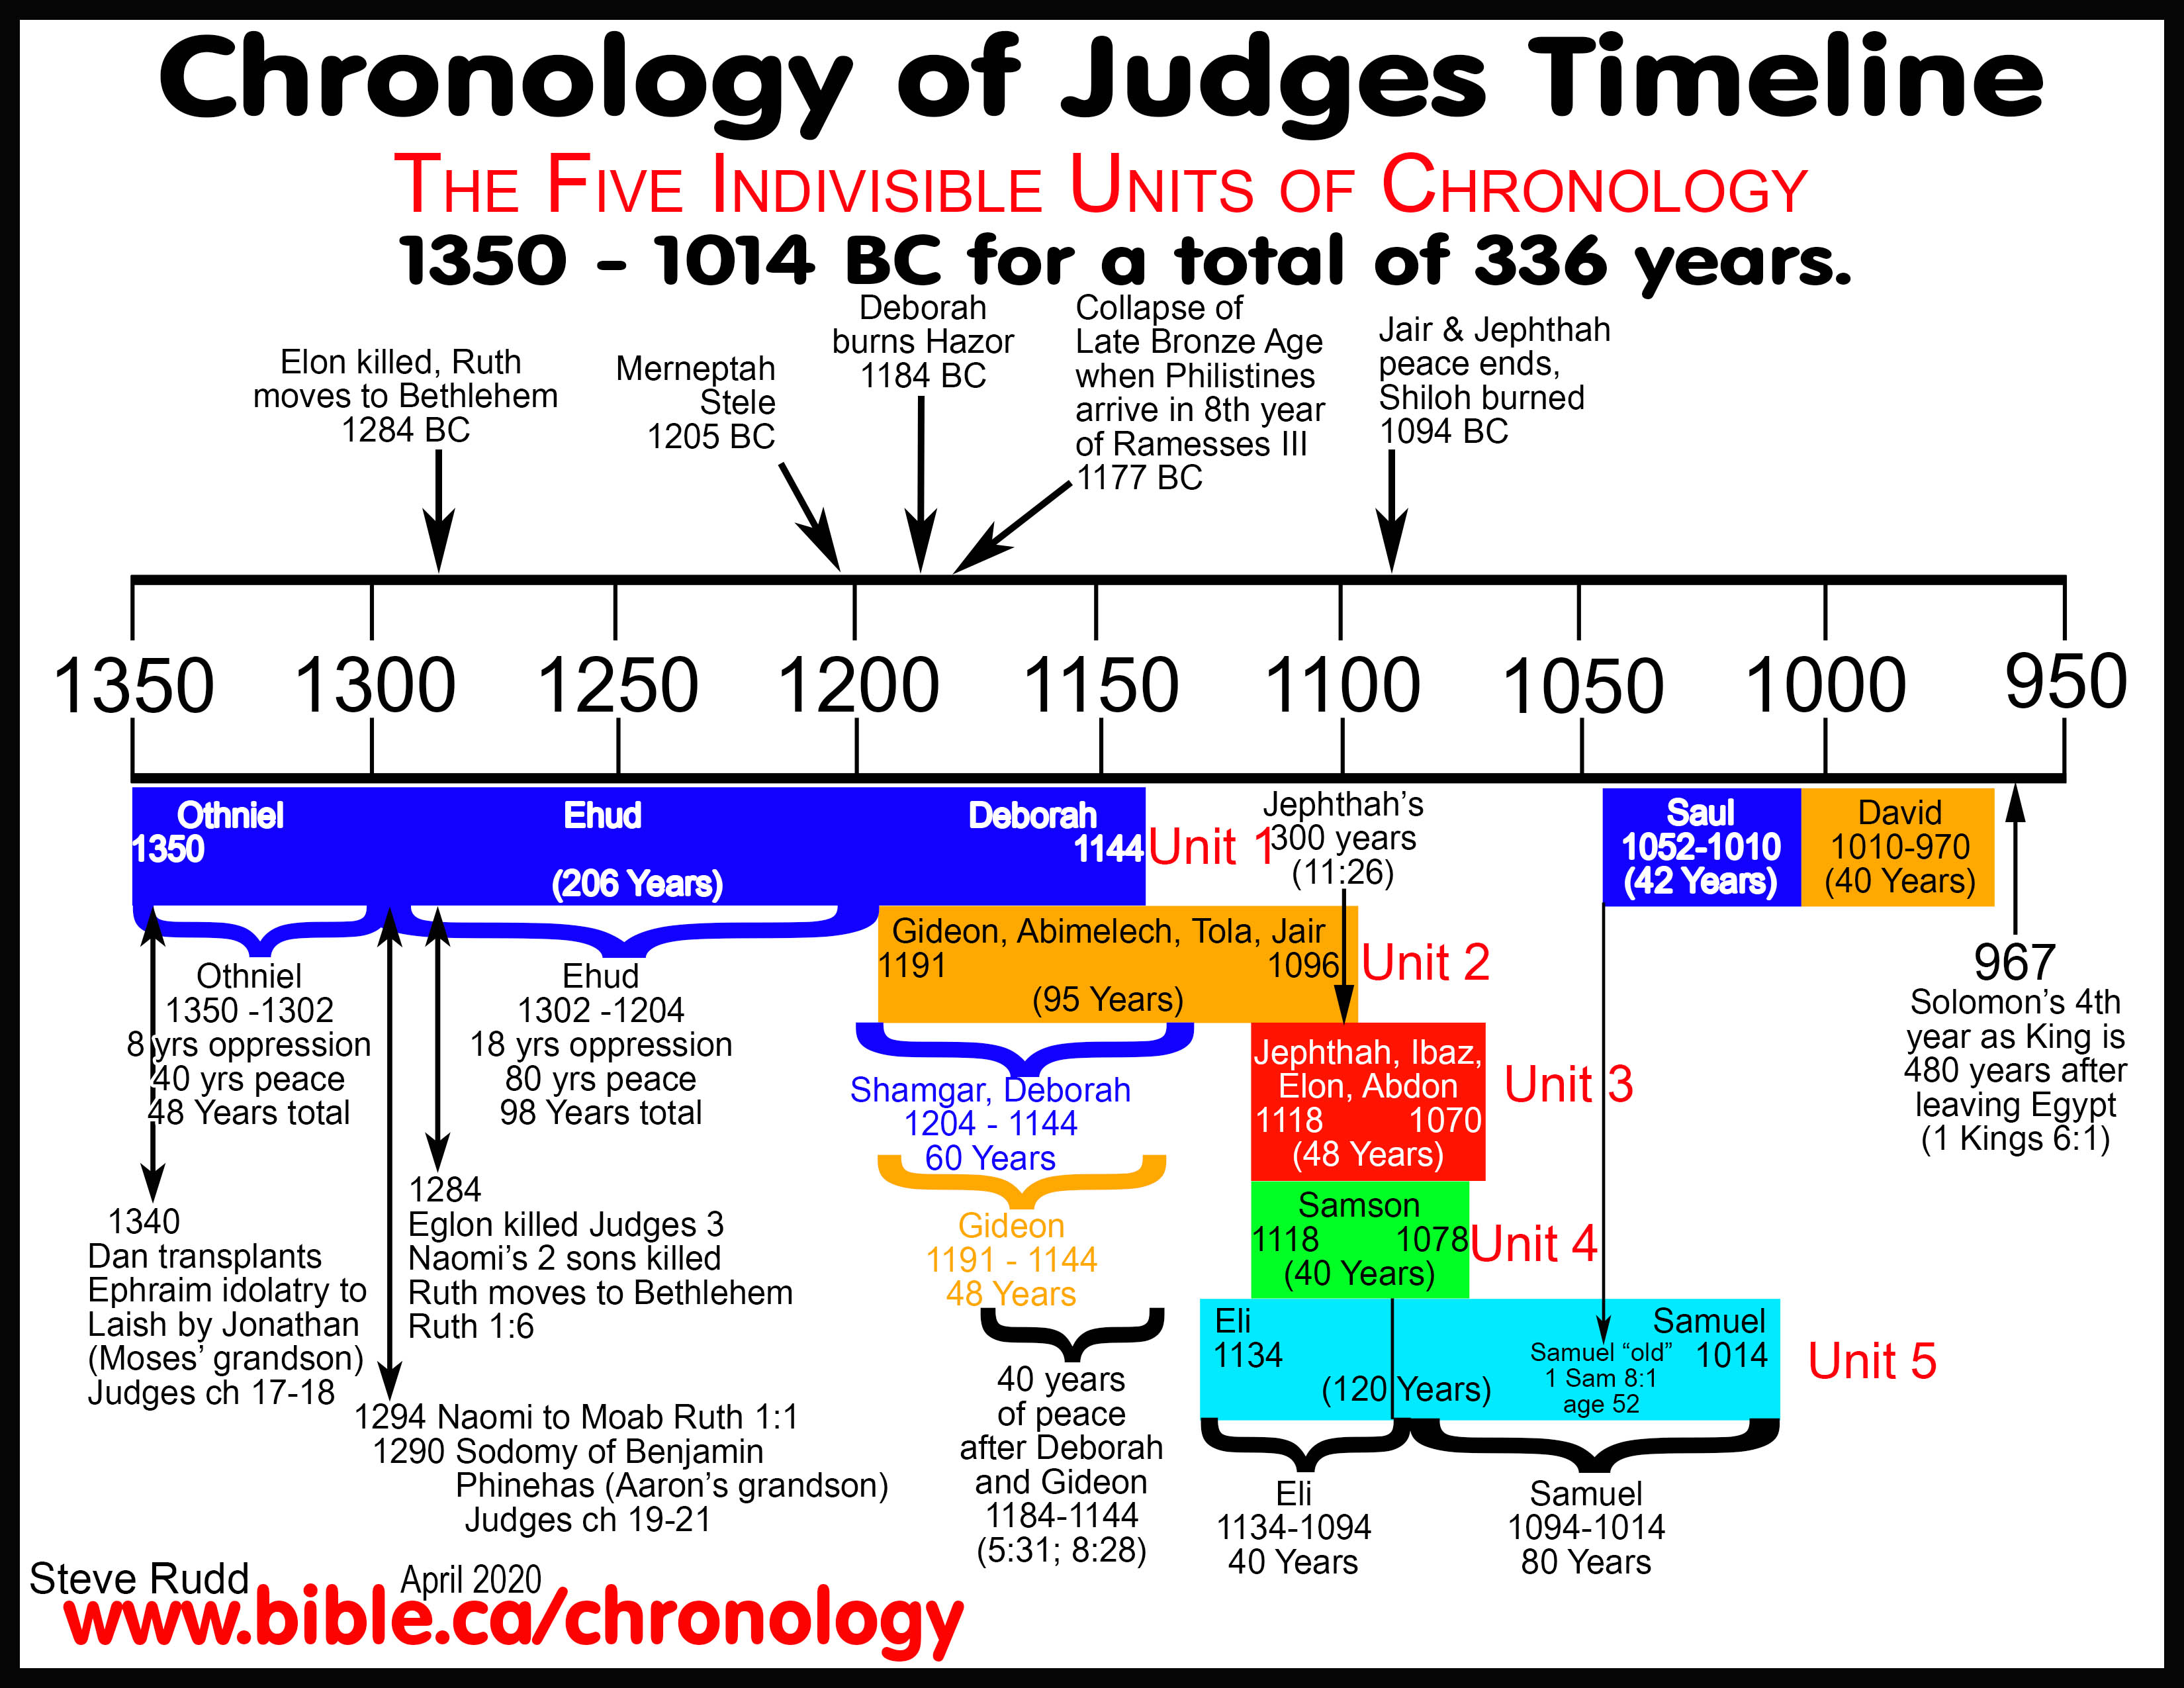 Chronology of Judges Timeline
The Five Indivisible Units of Chronology
1350 - 1014 BC for a total of 336 years.
Elon killed, Ruth
moves to Bethlehem
1284 BC
Merneptah
Stele
1205 BC
Deborah
burns Hazor
1184 BC
Collapse of
Late Bronze Age
when Philistines
arrive in 8th year
of Ramesses III
1177 BC
Jair & Jephthah
peace ends,
Shiloh burned
1094 BC
1350 1300 1250 1200 1150 1100 1050 1000 950
Othniel Ehud Deborah
1350 1144
(206 Years)
Unit 1
Jephthah's
300 years
(11:26)
Saul
1052-1010
(42 Years)
David
1010-970
(40 Years)
Othniel
1350 -1302
8 yrs oppression
40 yrs peace
48 Years total
Ehud
1302 -1204
18 yrs oppression
80 yrs peace
98 Years total
Gideon, Abimelech, Tola, Jair
1191 1096
(95 Years)
Unit 2
967
Solomon's 4th
year as King is
480 years after
leaving Egypt
(1 Kings 6:1)
Shamgar, Deborah
1204 - 1144
60 Years
Jephthah, Ibaz,
Elon, Abdon
1118 1070
(48 Years)
Unit 3
1340
Dan transplants
Ephraim idolatry to
Laish by Jonathan
(Moses' grandson)
Judges ch 17-18
1284
Eglon killed Judges 3
Naomi's 2 sons killed
Ruth moves to Bethlehem
Ruth 1:6
Gideon
1191 - 1144
48 Years
Samson
1118 1078
(40 Years)
Unit 4
Eli Samuel
1134 1014
(120 Years)
Samuel “old”
1 Sam 8:1
age 52
Unit 5
1294 Naomi to Moab Ruth 1:1
1290 Sodomy of Benjamin
Phinehas (Aaron's grandson)
Judges ch 19-21
40 years
of peace
after Deborah
and Gideon
1184-1144
(5:31; 8:28)
Eli
1134-1094
40 Years
Samuel
1094-1014
80 Years
Steve Rudd April 2020
www.bible.ca/chronology